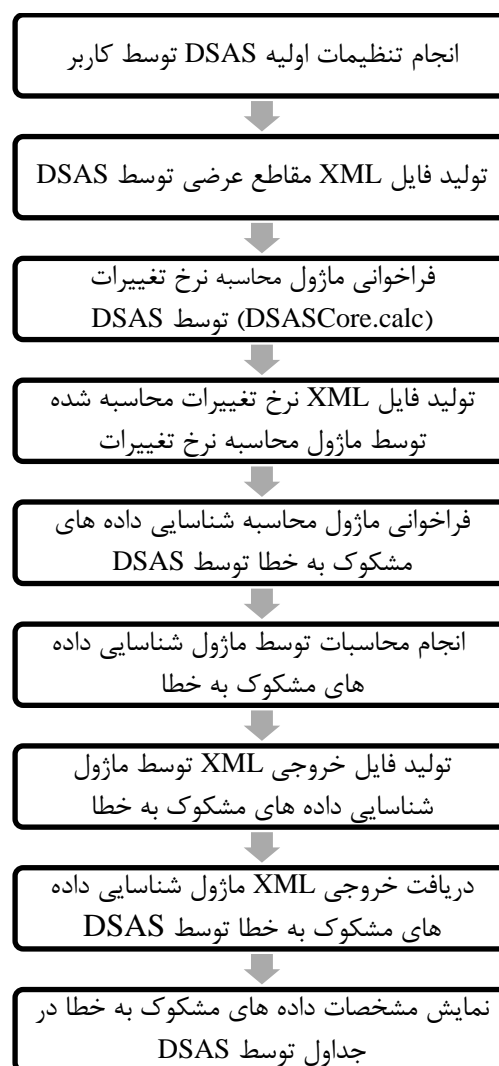 انجام تنظیمات اولیه DSAS توسط کاربر
تولید فایل XML مقاطع عرضی توسط DSAS
فراخوانی ماژول محاسبه نرخ تغییرات
(DSASCore.calc) توسط DSAS
تولید فایل XML نرخ تغییرات محاسبه شده
توسط ماژول محاسبه نرخ تغییرات
فراخوانی ماژول محاسبه شناسایی داده های
مشکوک به خطا توسط DSAS
انجام محاسبات توسط ماژول شناسایی داده
های مشکوک به خطا
تولید فایل خروجی XML توسط ماژول
شناسایی داده های مشکوک به خطا
دریافت خروجی XML ماژول شناسایی داده
های مشکوک به خطا توسط DSAS
نمایش مشخصات داده های مشکوک به خطا در
جداول توسط DSAS